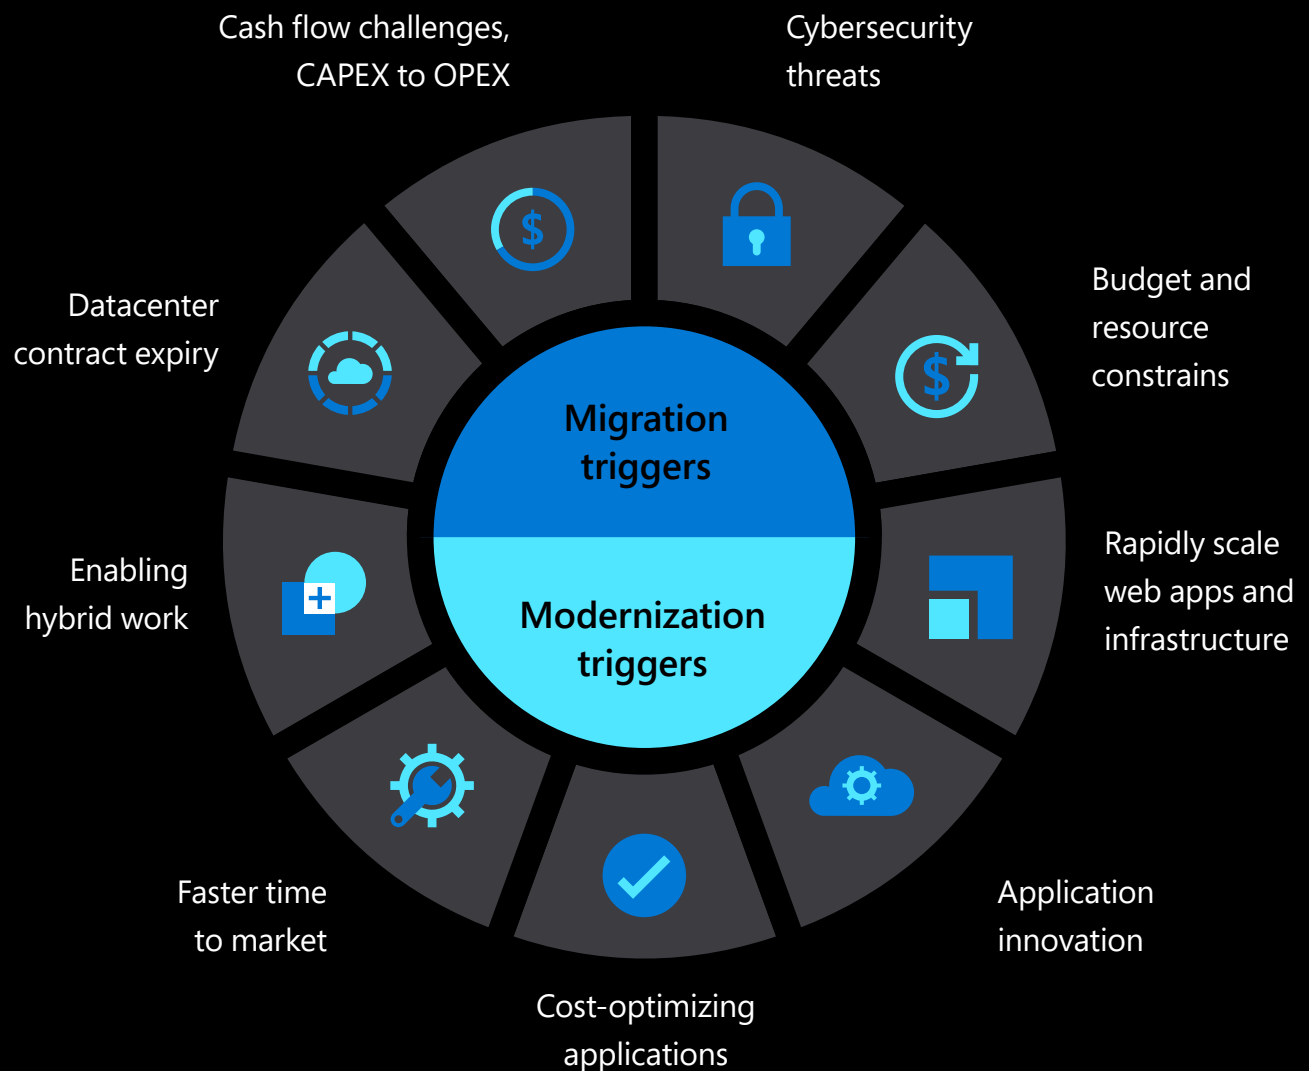 Cash flow challenges,
CAPEX to OPEX
Cybersecurity
threats
Budget and
resource
constrains
Datacenter
contract expiry
Migration
triggers
Rapidly scale
web apps and
infrastructure
Enabling
hybrid work
Modernization
triggers
Faster time
to market
Application
innovation
Cost-optimizing
applications
$
$